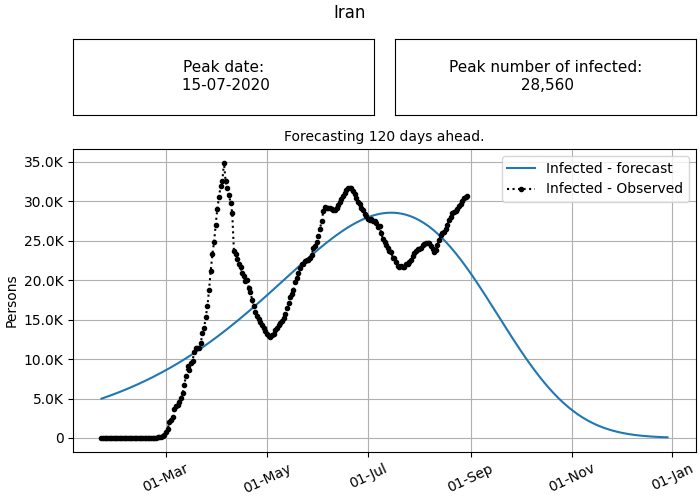 Iran
Peak date:
15-07-2020
Peak number of infected:
28,560
Forecasting 120 days ahead.
Infected - forecast
Infected - Observed
Persons
35.0K
30.0K
25.0K
20.0K
15.0K
10.0K
5.0K
0
01-Mar
01-May
01-Jul
01-Sep
01-Nov
01-Jan